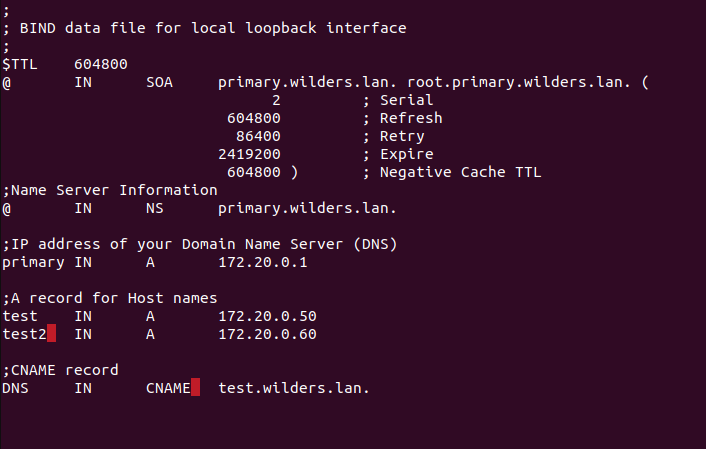 ;
; BIND data file for local loopback interface
;
$TTL    604800
@       IN      SOA     primary.wilders.lan. root.primary.wilders.lan. (
                              2         ; Serial
                         604800         ; Refresh
                          86400         ; Retry
                        2419200         ; Expire
                         604800 )       ; Negative Cache TTL
;Name Server Information
@       IN      NS      primary.wilders.lan.

;IP address of your Domain Name Server (DNS)
primary IN      A       172.20.0.1

;A record for Host names
test    IN      A       172.20.0.50
test2   IN      A       172.20.0.60

;CNAME record
DNS     IN      CNAME   test.wilders.lan.